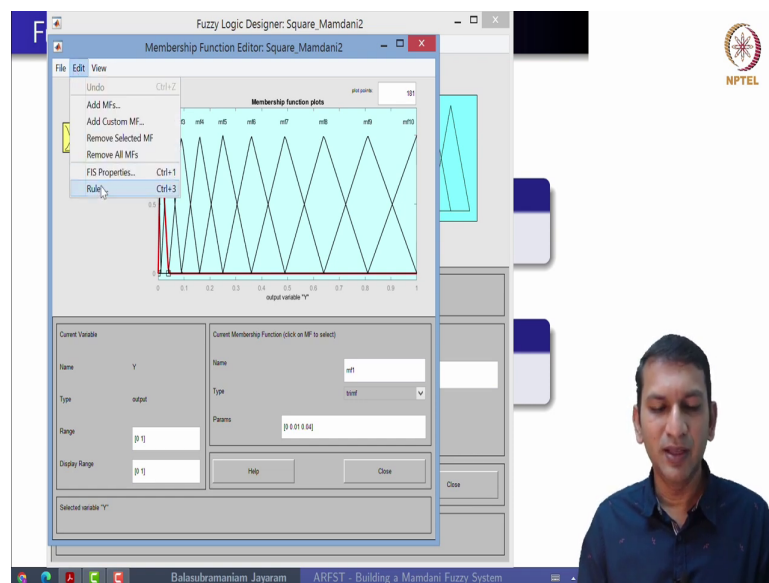 F
Fuzzy Logic Designer: Square_Mamdani2
Membership Function Editor: Square_Mamdani2
File Edit View
Undo Ctrl+Z
Add MFs...
Add Custom MF...
Remove Selected MF
Remove All MFs
FIS Properties... Ctrl+1
Rule Ctrl+3
Membership function plots
plot points:
181
mf4 mf5 mf6 mf7 mf8 mf9 mf10
0.5
0
0 0.1 0.2 0.3 0.4 0.5 0.6 0.7 0.8 0.9 1
output variable "Y"
Current Variable
Name Y
Type output
Range [0 1]
Display Range [0 1]
Current Membership Function (click on MF to select)
Name mf1
Type trimf
Params [0 0.01 0.04]
Help Close
Selected variable "Y"
Close
NPTEL
Balasubramaniam Jayaram ARFST - Building a Mamdani Fuzzy System